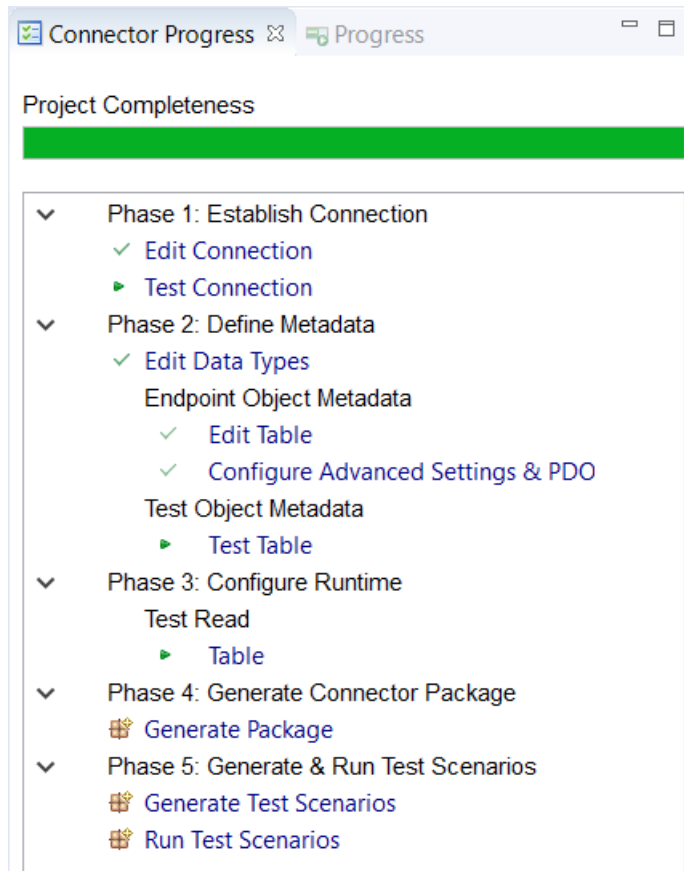 Connector Progress Progress
Project Completeness
Phase 1: Establish Connection
Edit Connection
Test Connection
Phase 2: Define Metadata
Edit Data Types
Endpoint Object Metadata
Edit Table
Configure Advanced Settings & PDO
Test Object Metadata
Test Table
Phase 3: Configure Runtime
Test Read
Table
Phase 4: Generate Connector Package
Generate Package
Phase 5: Generate & Run Test Scenarios
Generate Test Scenarios
Run Test Scenarios